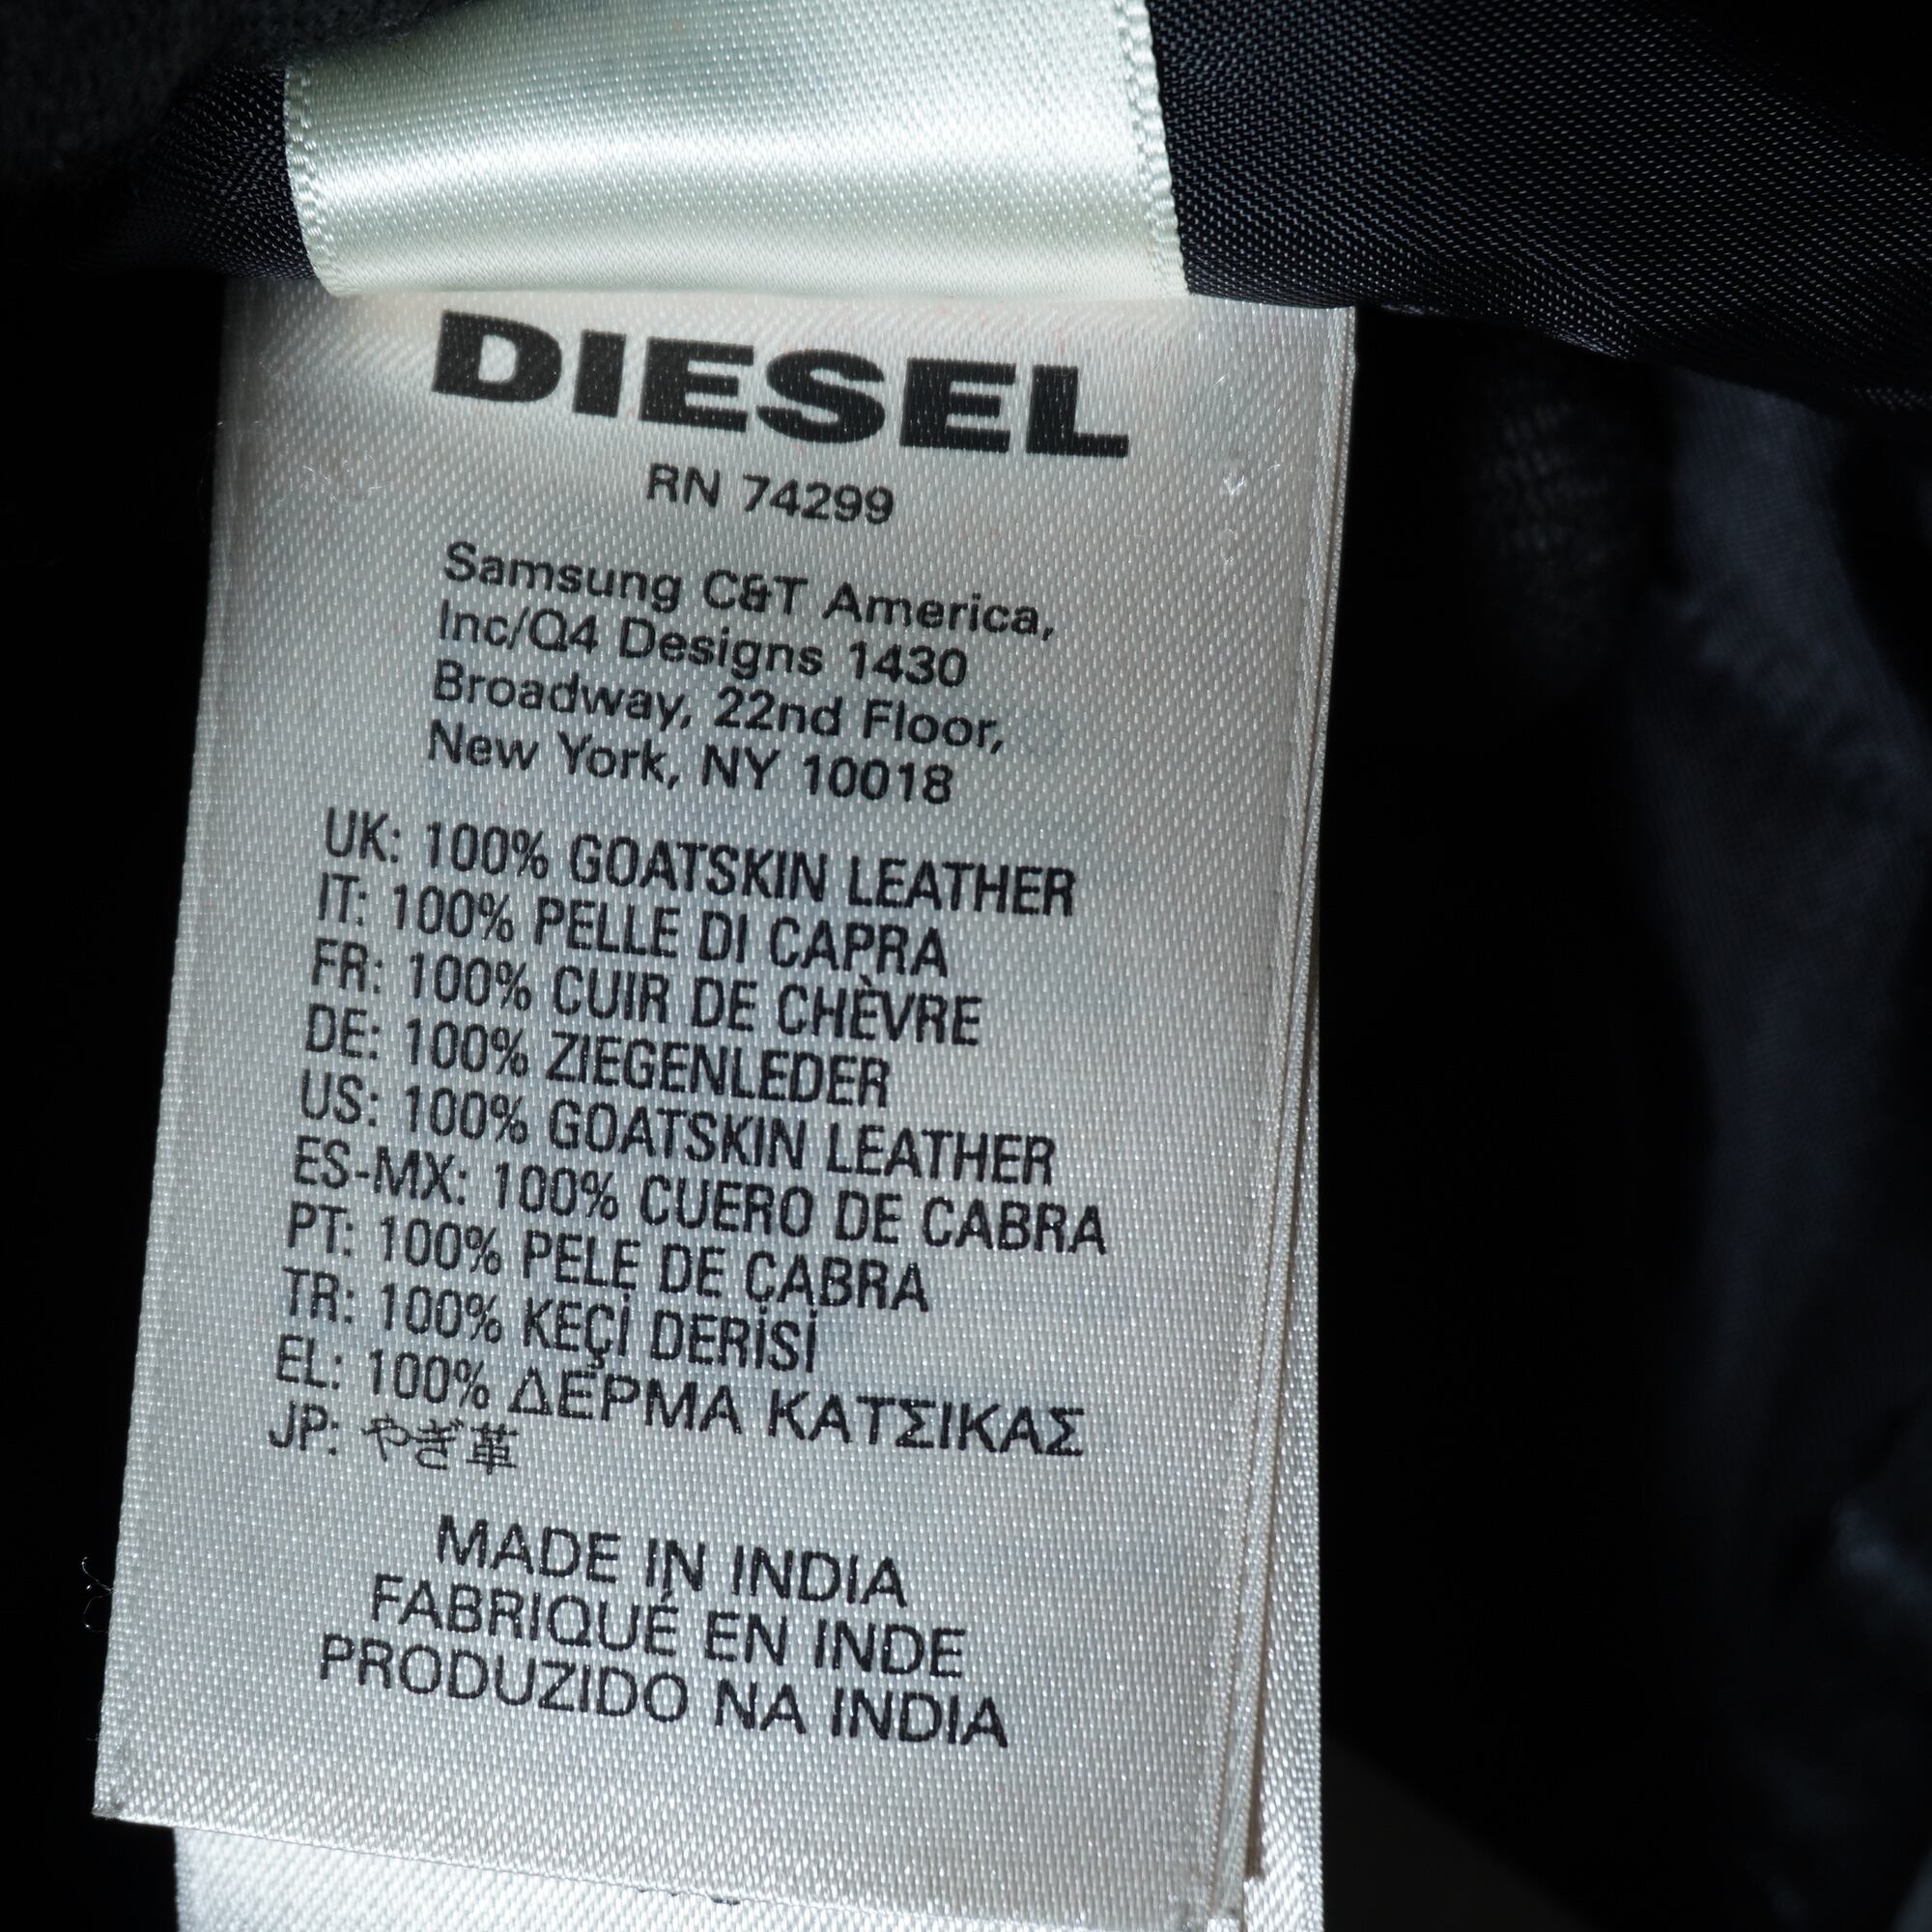 DIESEL
RN 74299
Samsung C&T America,
Inc/Q4 Designs 1430
Broadway, 22nd Floor,
New York, NY 10018
UK: 100% GOATSKIN LEATHER
IT: 100% PELLE DI CAPRA
FR: 100% CUIR DE CHÈVRE
DE: 100% ZIEGENLEDER
US: 100% GOATSKIN LEATHER
ES-MX: 100% CUERO DE CABRA
PT: 100% PELE DE CABRA
TR: 100% KEÇİ DERİSİ
EL: 100% ΔΕΡΜΑ ΚΑΤΣΙΚΑΣ
JP: やぎ革
MADE IN INDIA
FABRIQUÉ EN INDE
PRODUZIDO NA INDIA